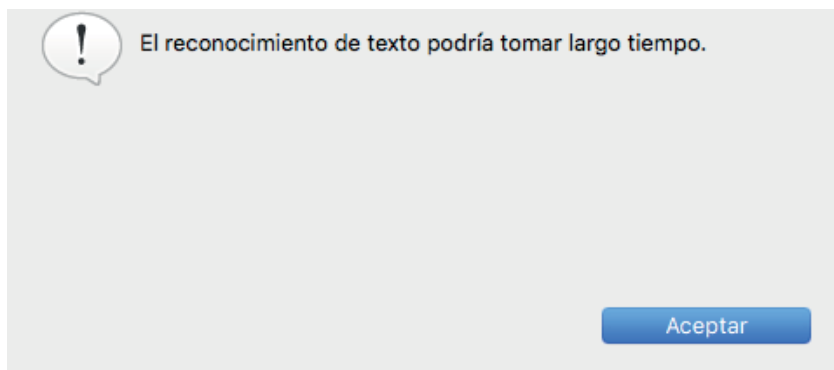 El reconocimiento de texto podría tomar largo tiempo.
Aceptar